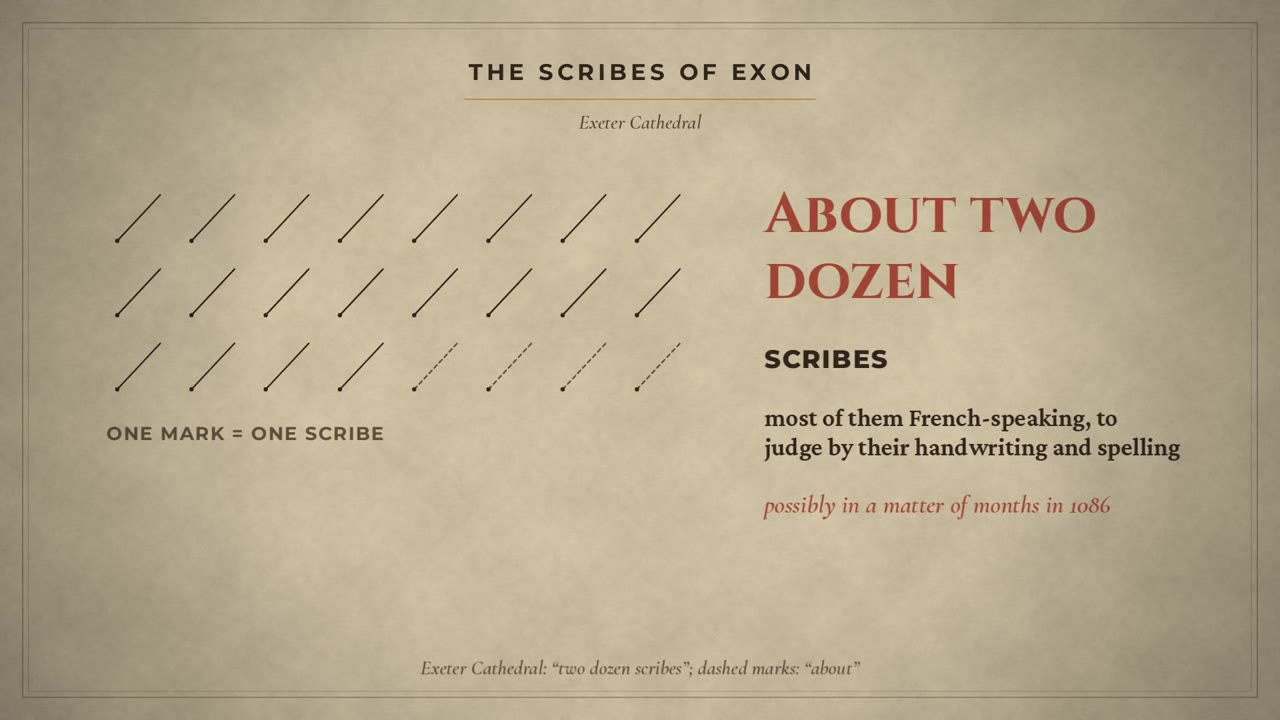 THE SCRIBES OF EXON
Exeter Cathedral
ABOUT TWO
DOZEN
SCRIBES
most of them French-speaking, to
judge by their handwriting and spelling
possibly in a matter of months in 1086
ONE MARK = ONE SCRIBE
Exeter Cathedral: “two dozen scribes”; dashed marks: “about”